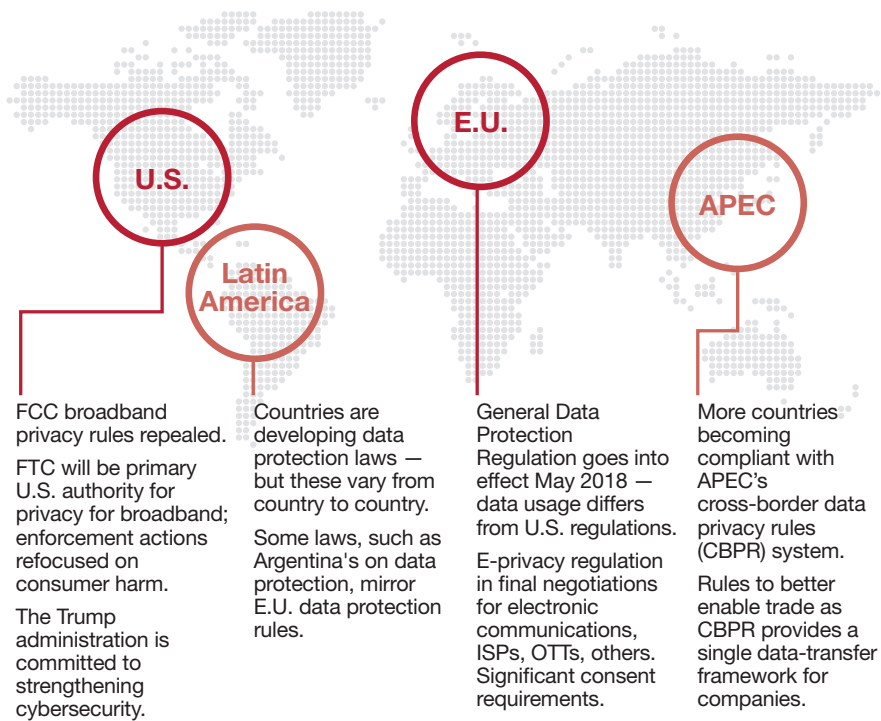 U.S.
E.U.
APEC
Latin
America
FCC broadband
privacy rules repealed.
FTC will be primary
U.S. authority for
privacy for broadband;
enforcement actions
refocused on
consumer harm.
The Trump
administration is
committed to
strengthening
cybersecurity.
Countries are
developing data
protection laws —
but these vary from
country to country.
Some laws, such as
Argentina's on data
protection, mirror
E.U. data protection
rules.
General Data
Protection
Regulation goes into
effect May 2018 —
data usage differs
from U.S. regulations.
E-privacy regulation
in final negotiations
for electronic
communications,
ISPs, OTTs, others.
Significant consent
requirements.
More countries
becoming
compliant with
APEC’s
cross-border data
privacy rules
(CBPR) system.
Rules to better
enable trade as
CBPR provides a
single data-transfer
framework for
companies.